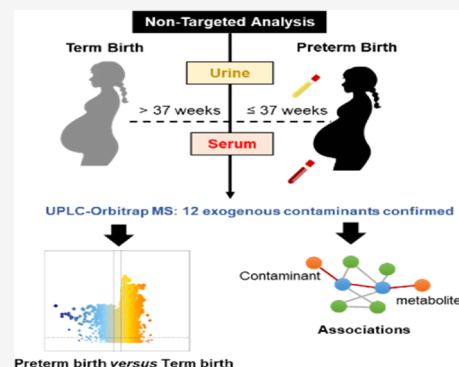 Non-Targeted Analysis
Term Birth
Preterm Birth
Urine
> 37 weeks
≤ 37 weeks
Serum
UPLC-Orbitrap MS: 12 exogenous contaminants confirmed
Contaminant
metabolite
Associations
Preterm birth versus Term birth